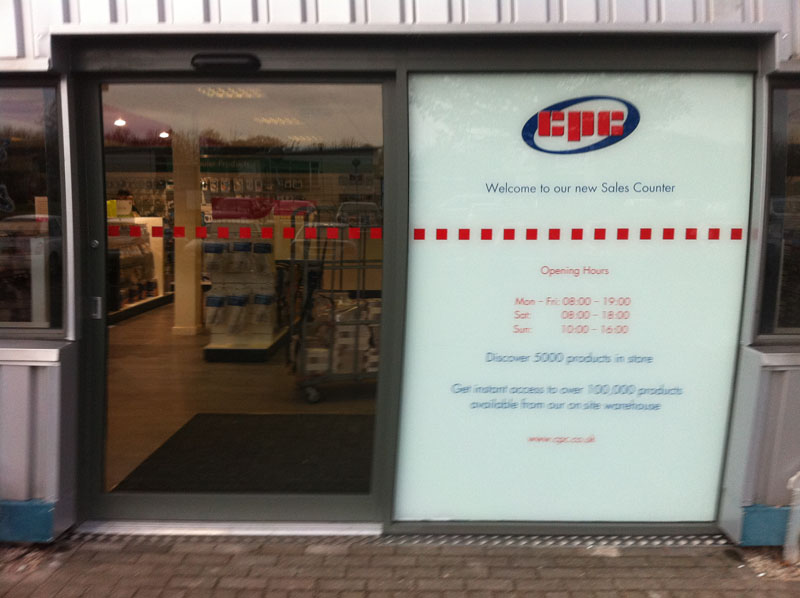 cpc
Welcome to our new Sales Counter
Opening Hours
Mon - Fri: 08:00 - 19:00
Sat: 08:00 - 18:00
Sun: 10:00 - 16:00
Discover 5000 products in store
Get instant access to over 100,000 products
available from our on site warehouse
www.cpc.co.uk